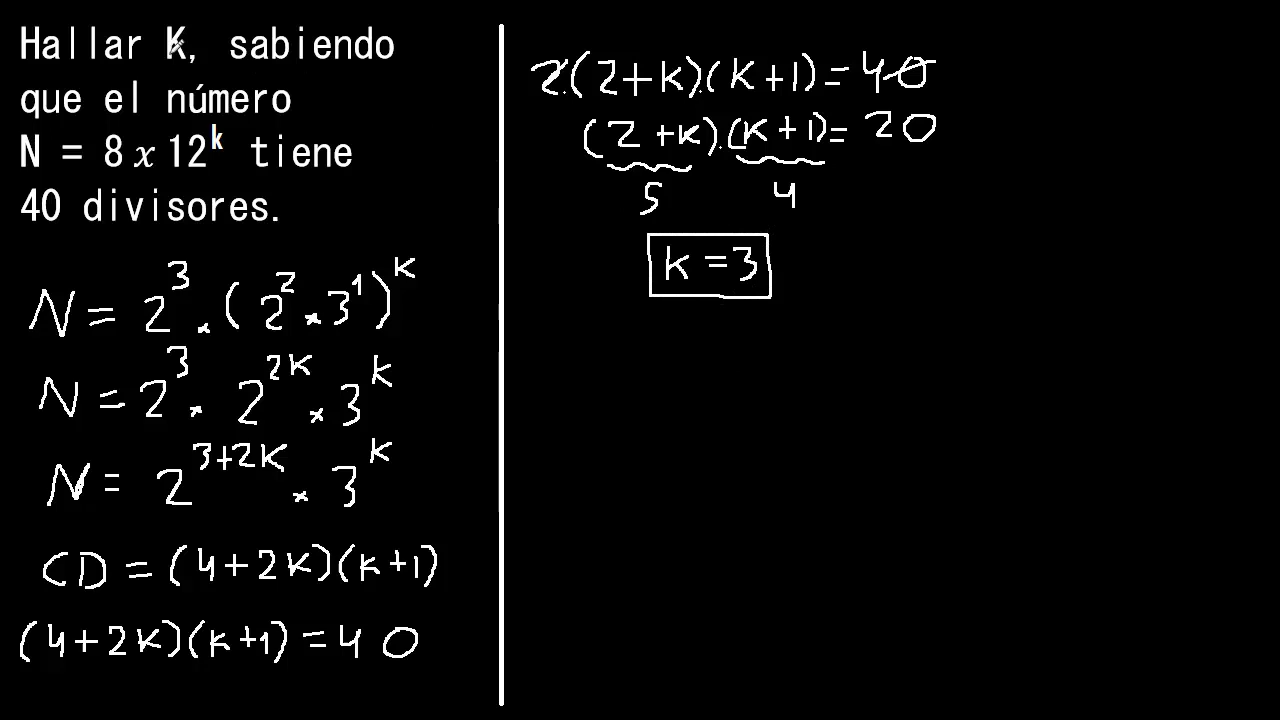 Hallar K, sabiendo
que el número
N = 8 x 12^k tiene
40 divisores.
N = 2^3 × (2^2 × 3^1)^k
N = 2^3 × 2^{2k} × 3^k
N = 2^{3+2k} × 3^k
CD = (4+2k)(k+1)
(4+2k)(k+1) = 40
2.(2+k).(k+1) = 40
(2+k).(k+1) = 20
5 4
k = 3